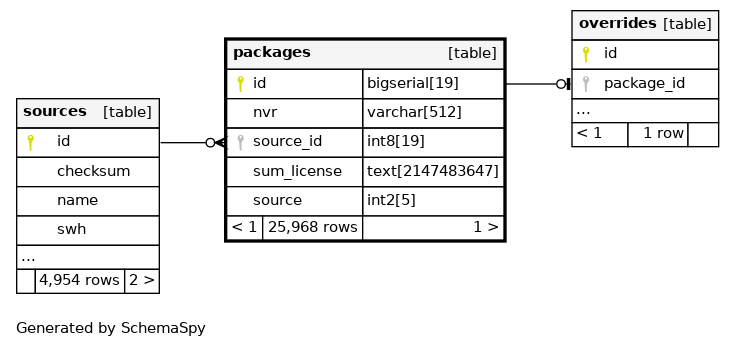 sources [table]
id
checksum
name
swh
...
4,954 rows 2 >
packages [table]
id bigserial[19]
nvr varchar[512]
source_id int8[19]
sum_license text[2147483647]
source int2[5]
< 1 25,968 rows 1 >
overrides [table]
id
package_id
...
< 1 1 row
Generated by SchemaSpy